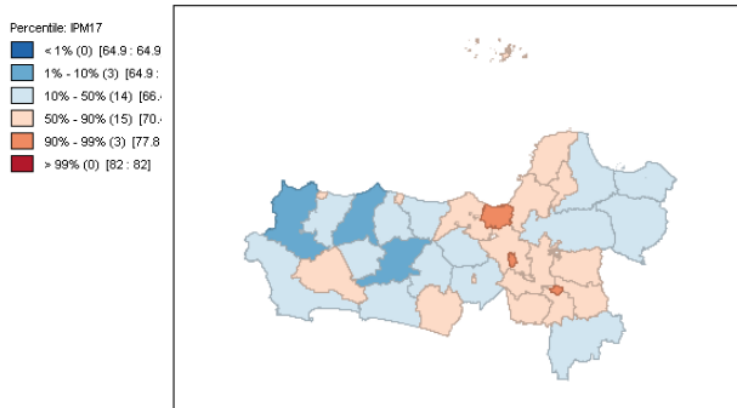 Percentile: IPM17
< 1% (0) [64.9 : 64.9
1% - 10% (3) [64.9 :
10% - 50% (14) [66.
50% - 90% (15) [70.
90% - 99% (3) [77.8
> 99% (0) [82 : 82]